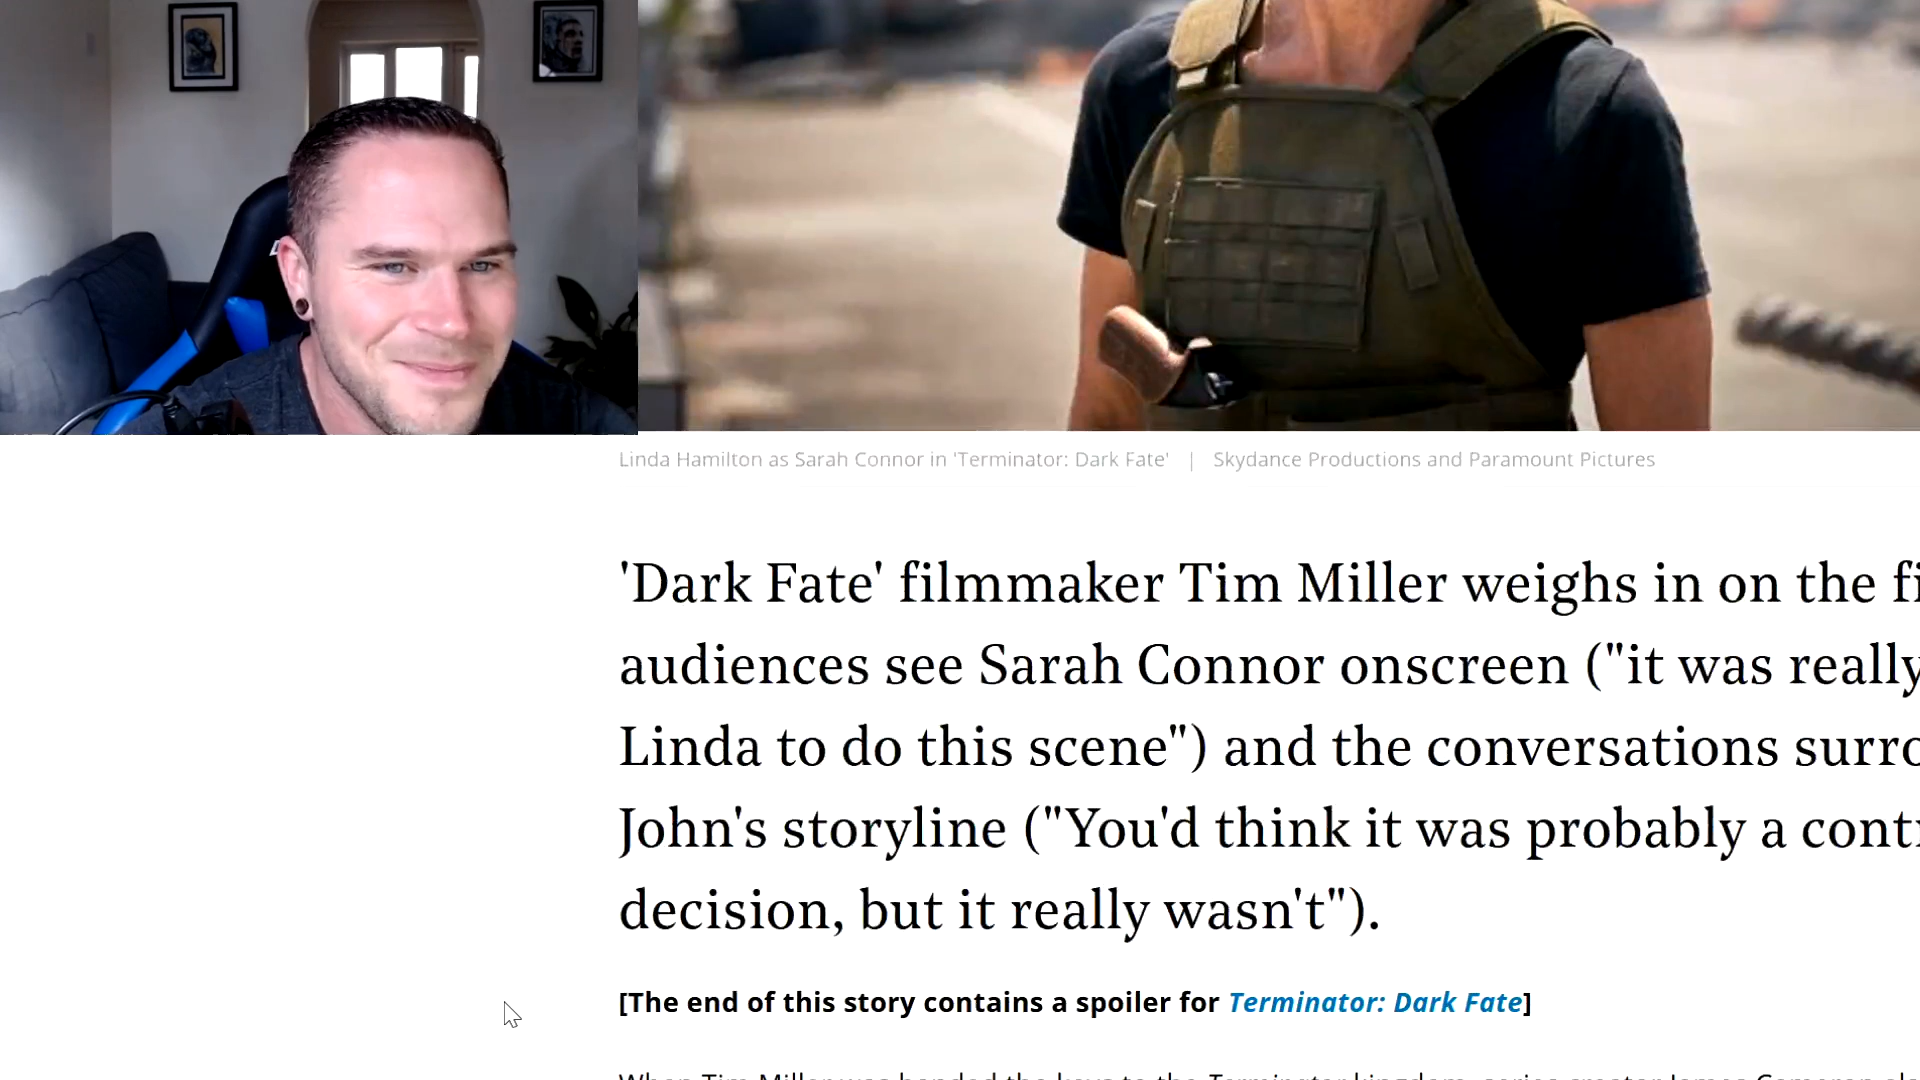 Linda Hamilton as Sarah Connor in 'Terminator: Dark Fate' | Skydance Productions and Paramount Pictures
'Dark Fate' filmmaker Tim Miller weighs in on the
audiences see Sarah Connor onscreen ("it was really
Linda to do this scene") and the conversations
John's storyline ("You'd think it was probably a
decision, but it really wasn't").
[The end of this story contains a spoiler for Terminator: Dark Fate]